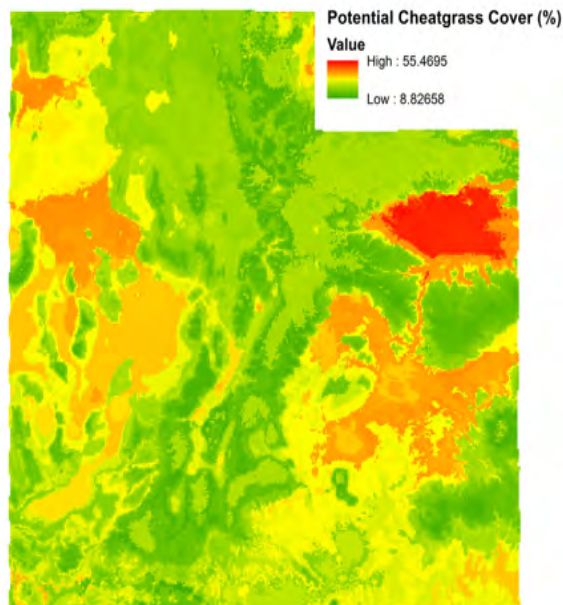 Potential Cheatgrass Cover (%)
Value
High : 55.4695
Low : 8.82658